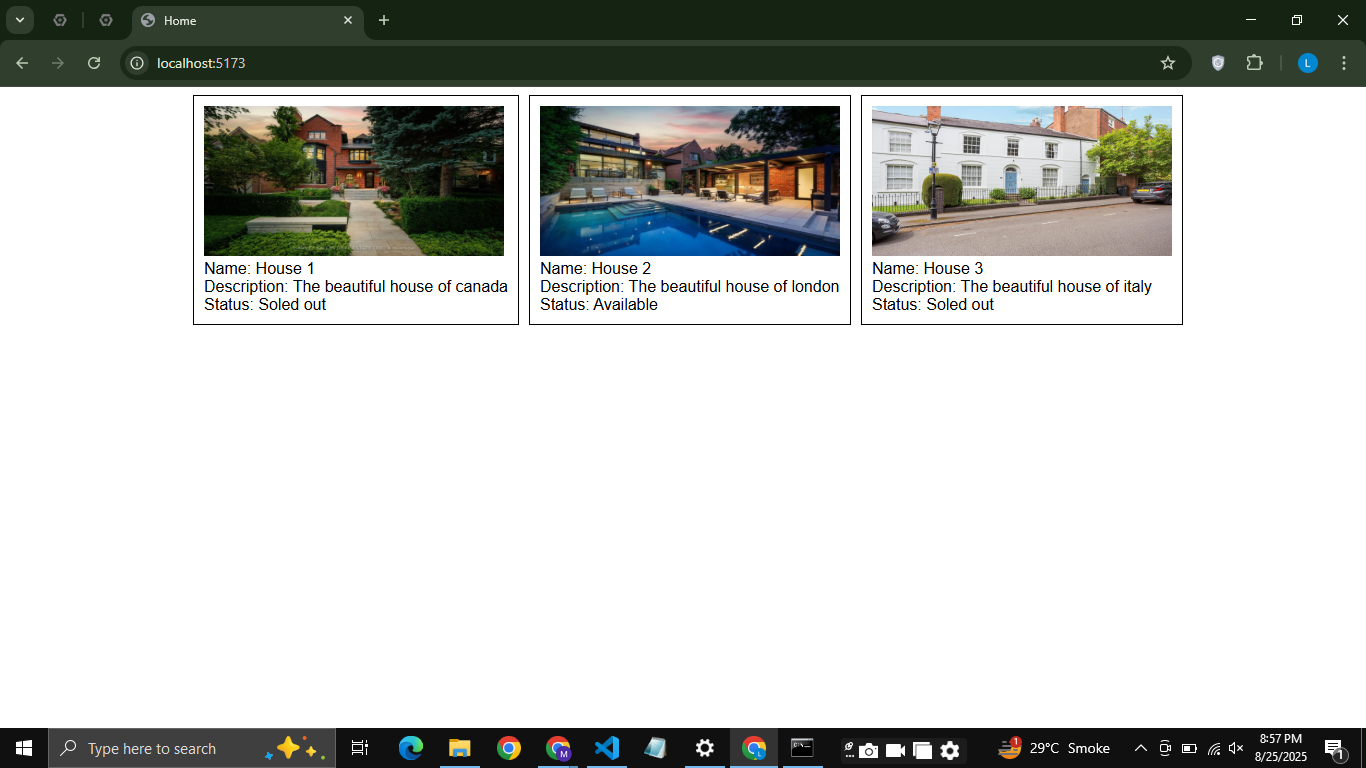 Home
localhost:5173
L
Name: House 1
Description: The beautiful house of canada
Status: Soled out
Name: House 2
Description: The beautiful house of london
Status: Available
Name: House 3
Description: The beautiful house of italy
Status: Soled out
Type here to search
M
L
1
29°C Smoke
8:57 PM
8/25/2025
1